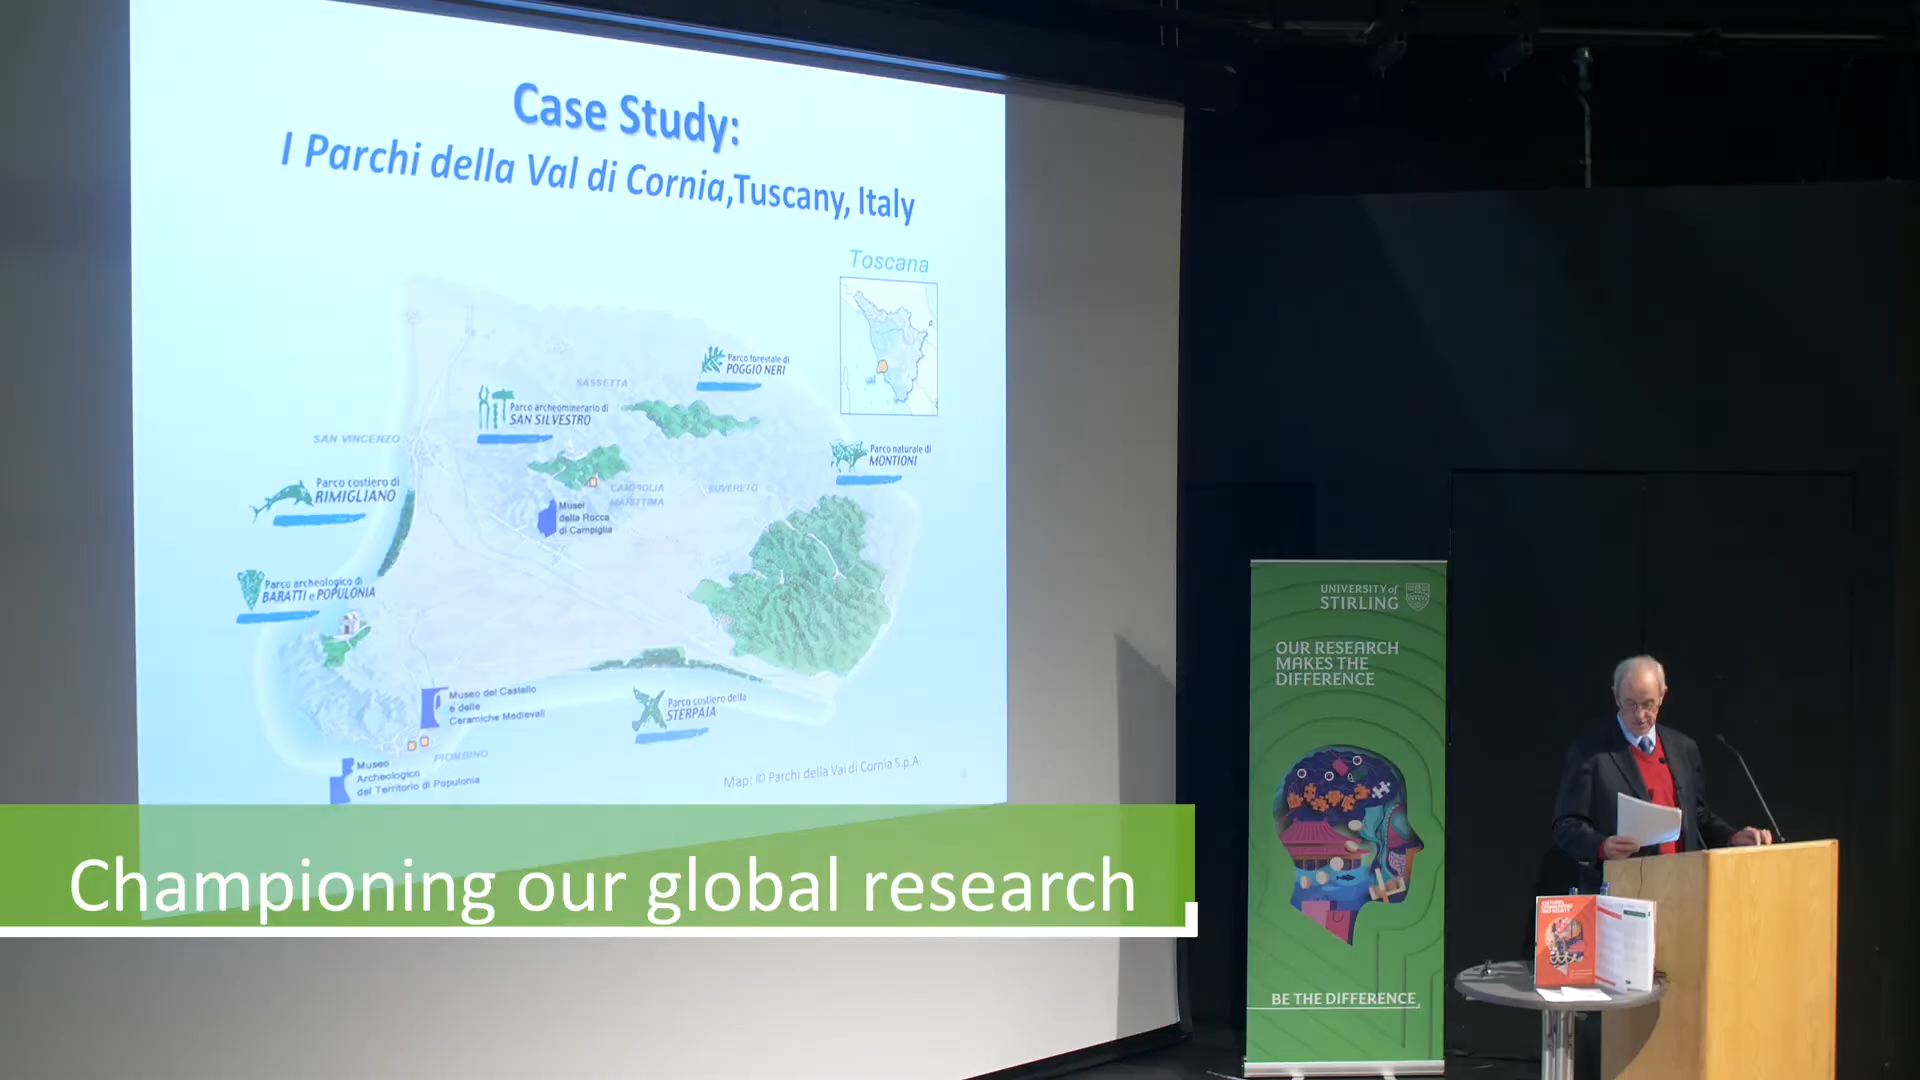 Case Study:
I Parchi della Val di Cornia,Tuscany, Italy
Toscana
Parco forestale di
POGGIO NERI
SASSETTA
Parco archeominerario di
SAN SILVESTRO
SAN VINCENZO
Parco naturale di
MONTIONI
Parco costiero di
RIMIGLIANO
CAMPIGLIA
MARITTIMA
SUVERETO
Musei
della Rocca
di Campiglia
Parco archeologico di
BARATTI e POPULONIA
Museo del Castello
e delle
Ceramiche Medievali
Parco costiero della
STERPAIA
PIOMBINO
Museo
Archeologico
del Territorio di Populonia
Map: © Parchi della Val di Cornia S.p.A.
Championing our global research
UNIVERSITY of
STIRLING
OUR RESEARCH
MAKES THE
DIFFERENCE
BE THE DIFFERENCE
CULTURES,
COMMUNITIES
AND SOCIETY